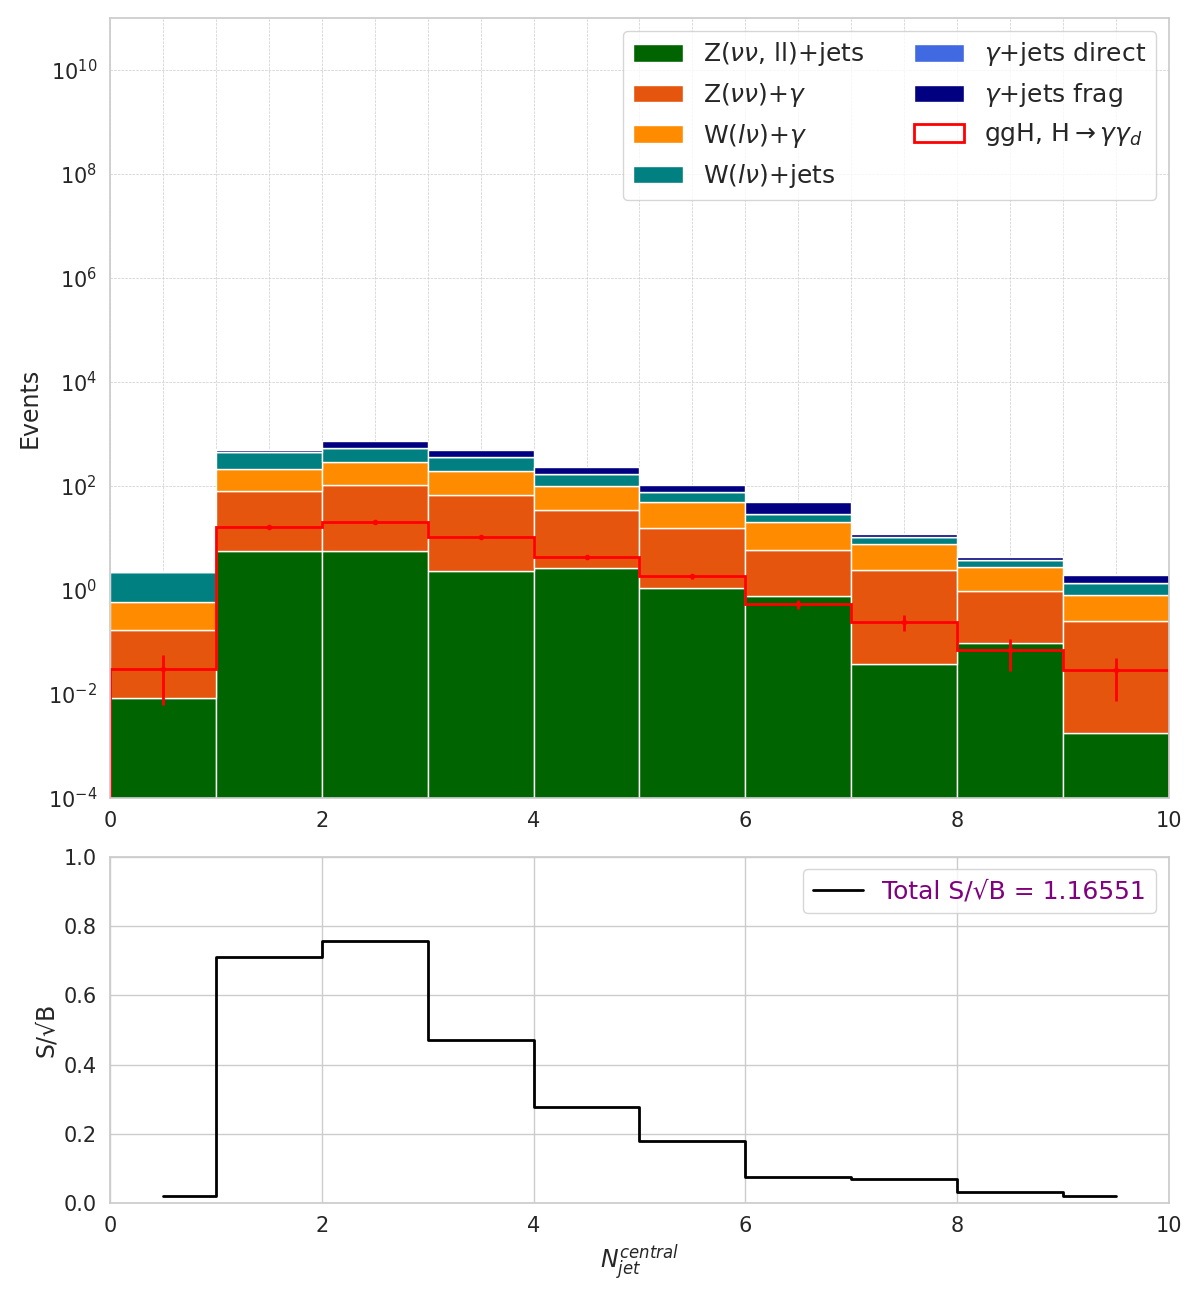 Z(νν, ll)+jets
Z(νν)+γ
W(lν)+γ
W(lν)+jets
γ+jets direct
γ+jets frag
ggH, H→γγ_d
Events
10^10
10^8
10^6
10^4
10^2
10^0
10^−2
10^−4
0 2 4 6 8 10
Total S/√B = 1.16551
S/√B
1.0
0.8
0.6
0.4
0.2
0.0
0 2 4 6 8 10
N_jet^central